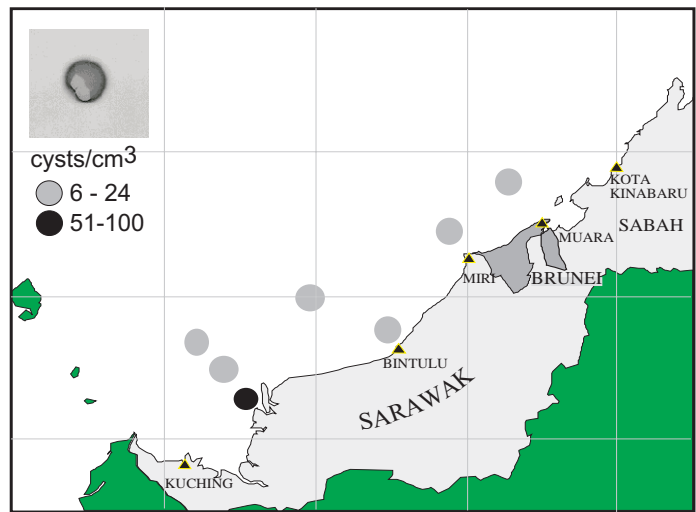 cysts/cm3
6 - 24
51-100
KOTA
KINABARU
SABAH
MUARA
BRUNEI
MIRI
BINTULU
SARAWAK
KUCHING